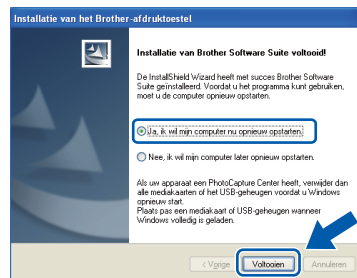 Installatie van het Brother-afdruktoestel
Installatie van Brother Software Suite voltooid!
De InstallShield Wizard heeft met succes Brother Software
Suite geïnstalleerd. Voordat u het programma kunt gebruiken,
moet u de computer opnieuw opstarten.
Ja, ik wil mijn computer nu opnieuw opstarten.
Nee, ik wil mijn computer later opnieuw opstarten.
Als uw apparaat een PhotoCapture Center heeft, verwijder dan
alle mediakaarten of het USB-geheugen voordat u Windows
opnieuw start.
Plaats pas een mediakaart of USB-geheugen wanneer
Windows volledig is geladen.
< Vorige
Voltooien
Annuleren